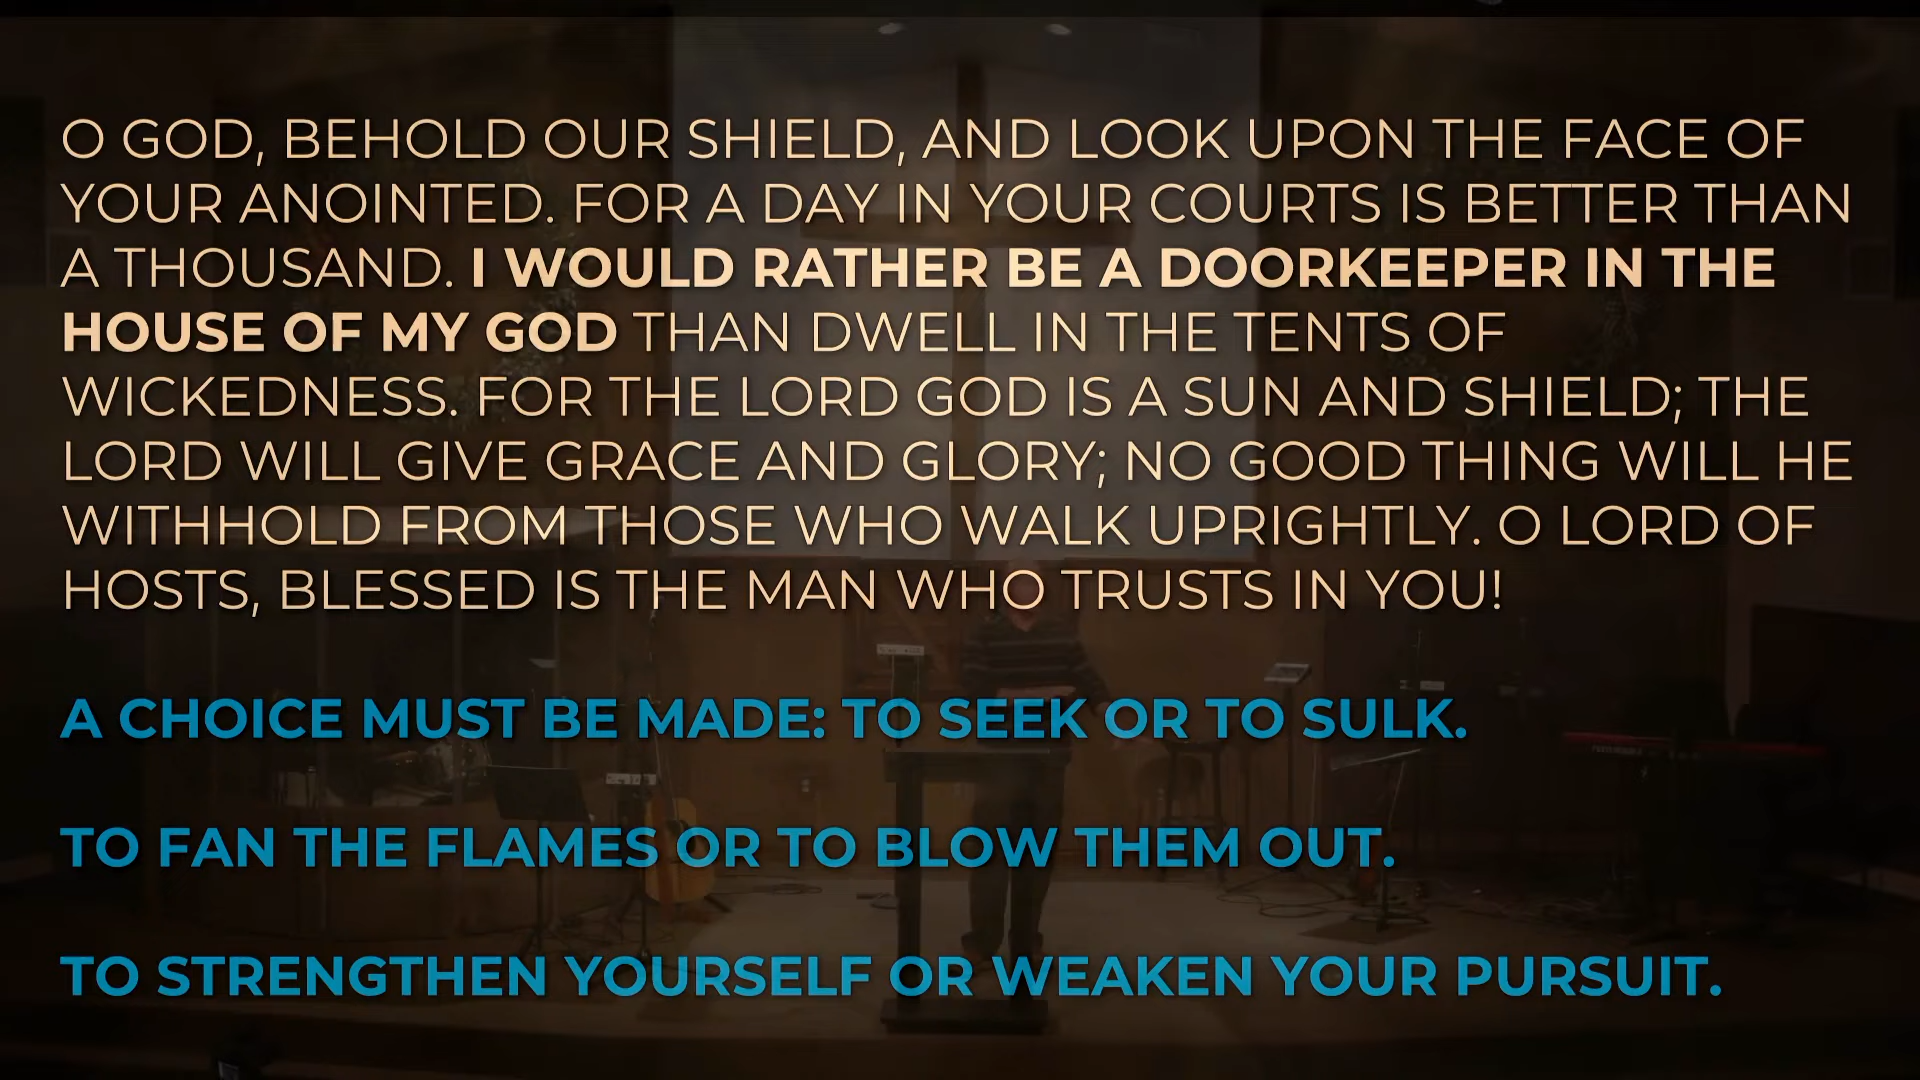 O GOD, BEHOLD OUR SHIELD, AND LOOK UPON THE FACE OF
YOUR ANOINTED. FOR A DAY IN YOUR COURTS IS BETTER THAN
A THOUSAND. I WOULD RATHER BE A DOORKEEPER IN THE
HOUSE OF MY GOD THAN DWELL IN THE TENTS OF
WICKEDNESS. FOR THE LORD GOD IS A SUN AND SHIELD; THE
LORD WILL GIVE GRACE AND GLORY; NO GOOD THING WILL HE
WITHHOLD FROM THOSE WHO WALK UPRIGHTLY. O LORD OF
HOSTS, BLESSED IS THE MAN WHO TRUSTS IN YOU!
A CHOICE MUST BE MADE: TO SEEK OR TO SULK.
TO FAN THE FLAMES OR TO BLOW THEM OUT.
TO STRENGTHEN YOURSELF OR WEAKEN YOUR PURSUIT.